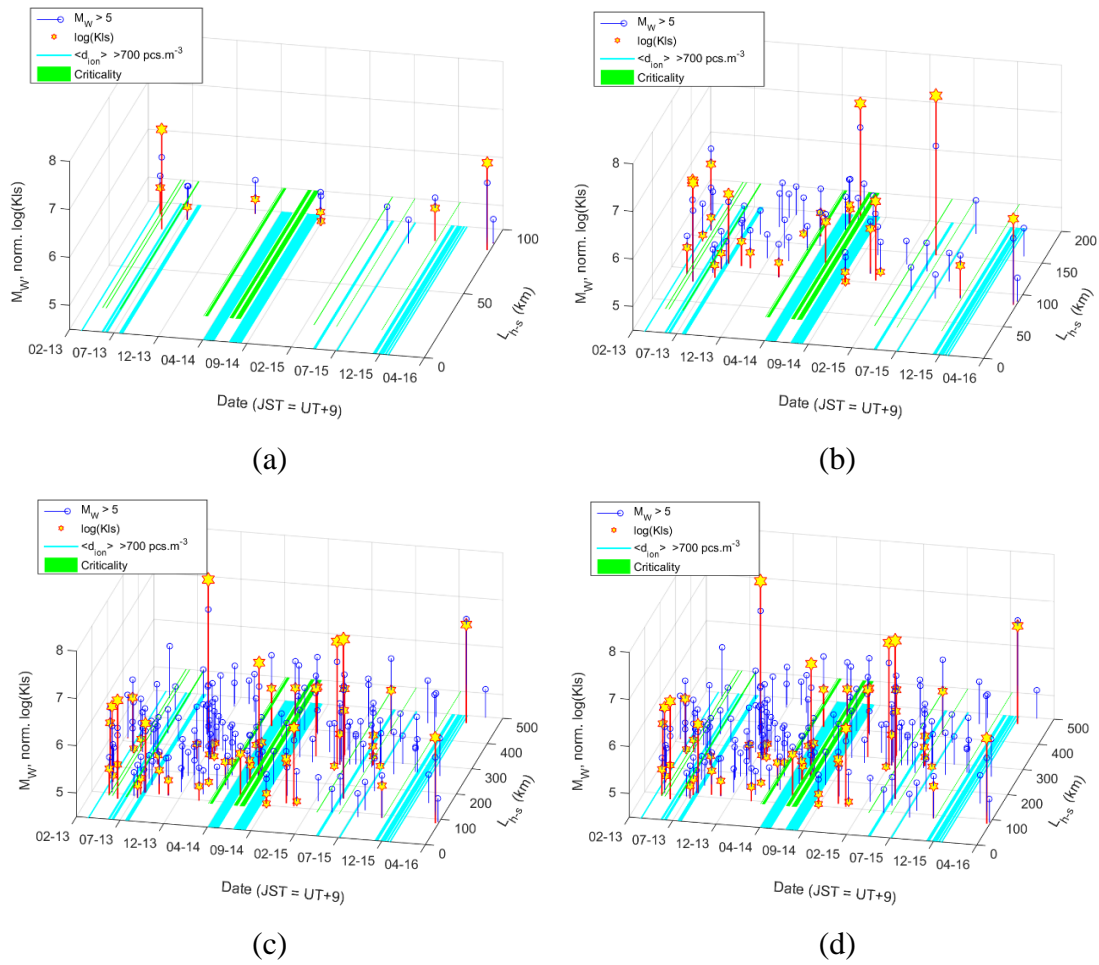 M_W > 5
log(Kls)
<d_ion> >700 pcs.m^-3
Criticality
M_W, norm. log(Kls)
8
7
6
5
02-13
07-13
12-13
04-14
09-14
02-15
07-15
12-15
04-16
0
50
100
L_h-s (km)
Date (JST = UT+9)
(a)
M_W > 5
log(Kls)
<d_ion> >700 pcs.m^-3
Criticality
M_W, norm. log(Kls)
8
7
6
5
02-13
07-13
12-13
04-14
09-14
02-15
07-15
12-15
04-16
0
50
100
150
200
L_h-s (km)
Date (JST = UT+9)
(b)
M_W > 5
log(Kls)
<d_ion> >700 pcs.m^-3
Criticality
M_W, norm. log(Kls)
8
7
6
5
02-13
07-13
12-13
04-14
09-14
02-15
07-15
12-15
04-16
0
100
200
300
400
500
L_h-s (km)
Date (JST = UT+9)
(c)
M_W > 5
log(Kls)
<d_ion> >700 pcs.m^-3
Criticality
M_W, norm. log(Kls)
8
7
6
5
02-13
07-13
12-13
04-14
09-14
02-15
07-15
12-15
04-16
0
100
200
300
400
500
L_h-s (km)
Date (JST = UT+9)
(d)